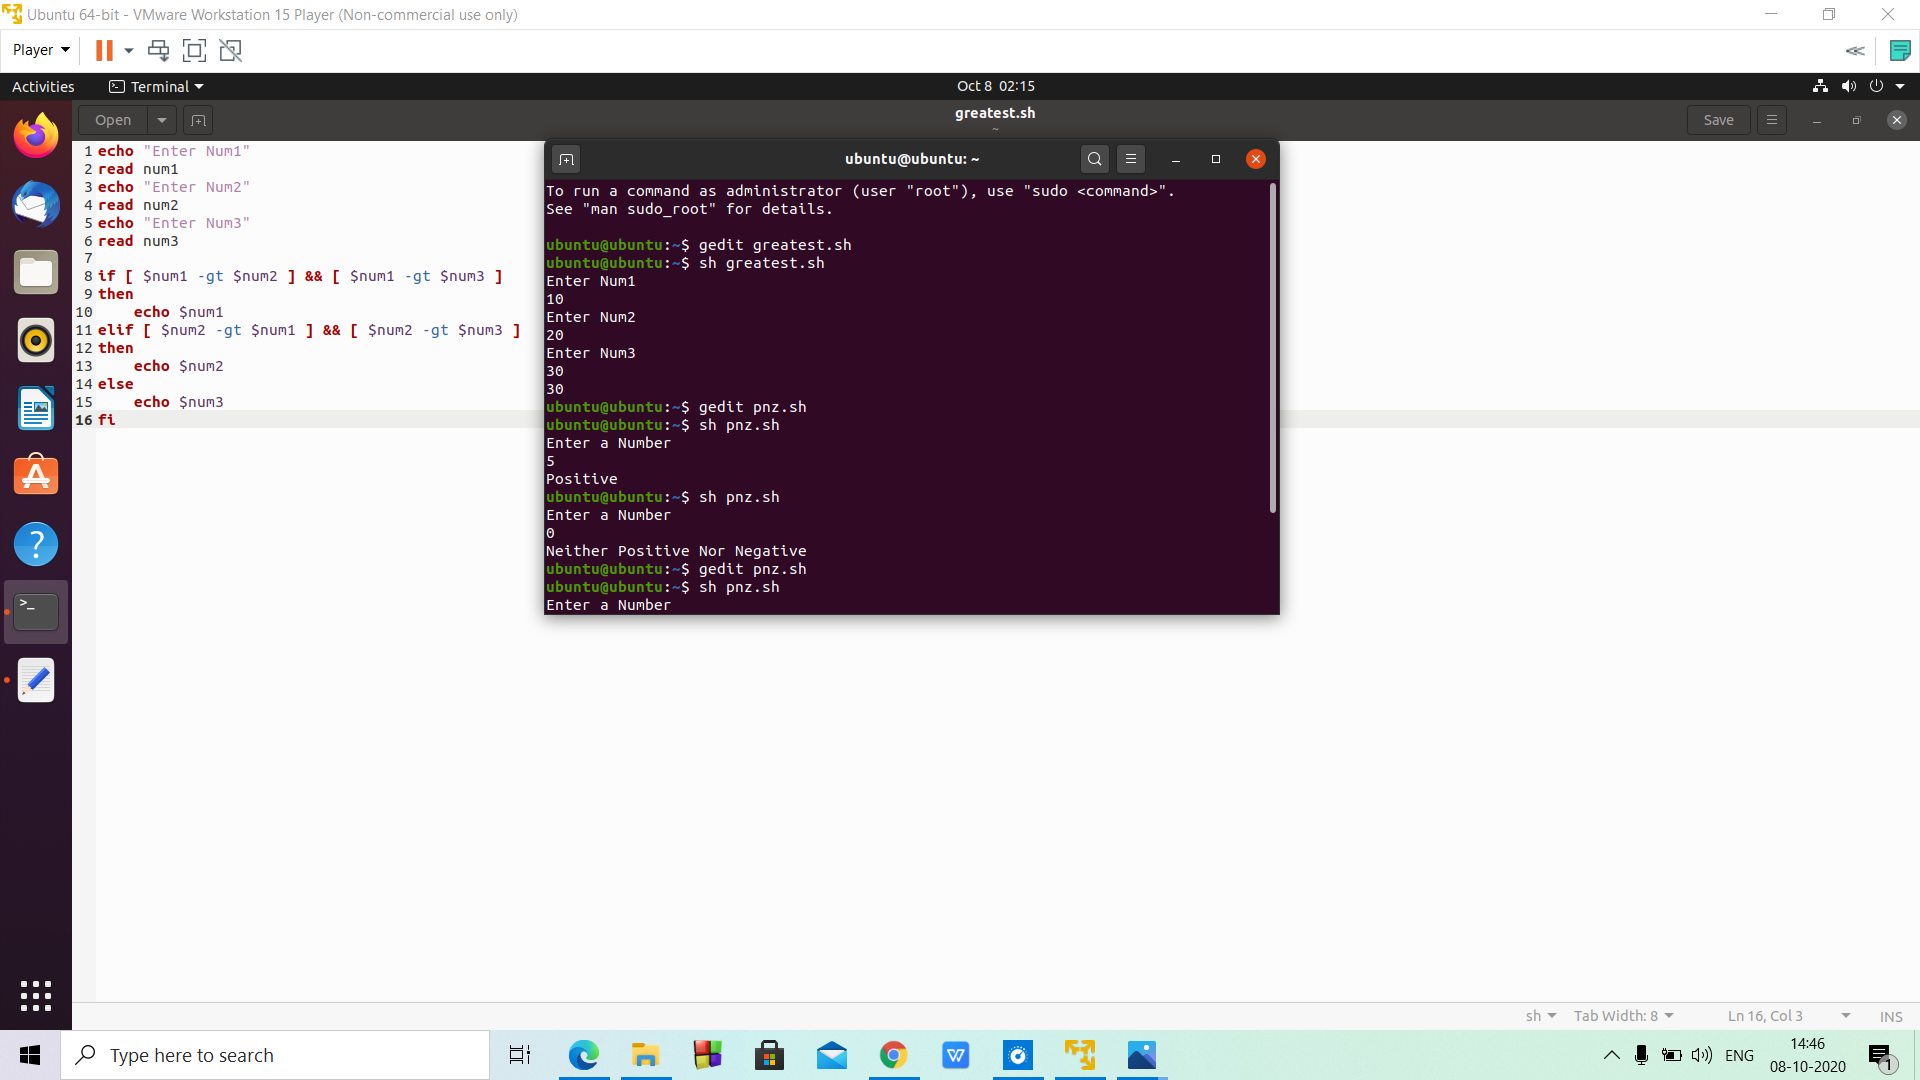 Ubuntu 64-bit - VMware Workstation 15 Player (Non-commercial use only)
Player
Activities
Terminal
Oct 8 02:15
Open
greatest.sh
~
Save
1 echo "Enter Num1"
2 read num1
3 echo "Enter Num2"
4 read num2
5 echo "Enter Num3"
6 read num3
7
8 if [ $num1 -gt $num2 ] && [ $num1 -gt $num3 ]
9 then
10     echo $num1
11 elif [ $num2 -gt $num1 ] && [ $num2 -gt $num3 ]
12 then
13     echo $num2
14 else
15     echo $num3
16 fi
ubuntu@ubuntu: ~
To run a command as administrator (user "root"), use "sudo <command>".
See "man sudo_root" for details.
ubuntu@ubuntu:~$ gedit greatest.sh
ubuntu@ubuntu:~$ sh greatest.sh
Enter Num1
10
Enter Num2
20
Enter Num3
30
30
ubuntu@ubuntu:~$ gedit pnz.sh
ubuntu@ubuntu:~$ sh pnz.sh
Enter a Number
5
Positive
ubuntu@ubuntu:~$ sh pnz.sh
Enter a Number
0
Neither Positive Nor Negative
ubuntu@ubuntu:~$ gedit pnz.sh
ubuntu@ubuntu:~$ sh pnz.sh
Enter a Number
sh
Tab Width: 8
Ln 16, Col 3
INS
Type here to search
ENG
14:46
08-10-2020
1